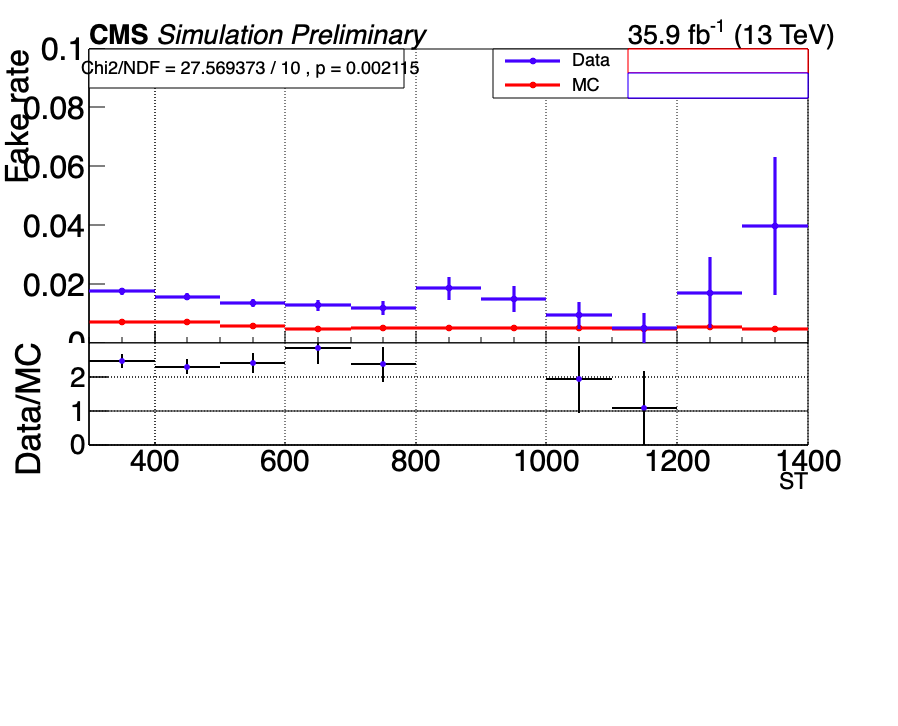 CMS Simulation Preliminary
35.9 fb-1 (13 TeV)
Chi2/NDF = 27.569373 / 10 , p = 0.002115
Data
MC
Fake rate
0.1
0.08
0.06
0.04
0.02
0
Data/MC
2
1
0
400
600
800
1000
1200
1400
ST